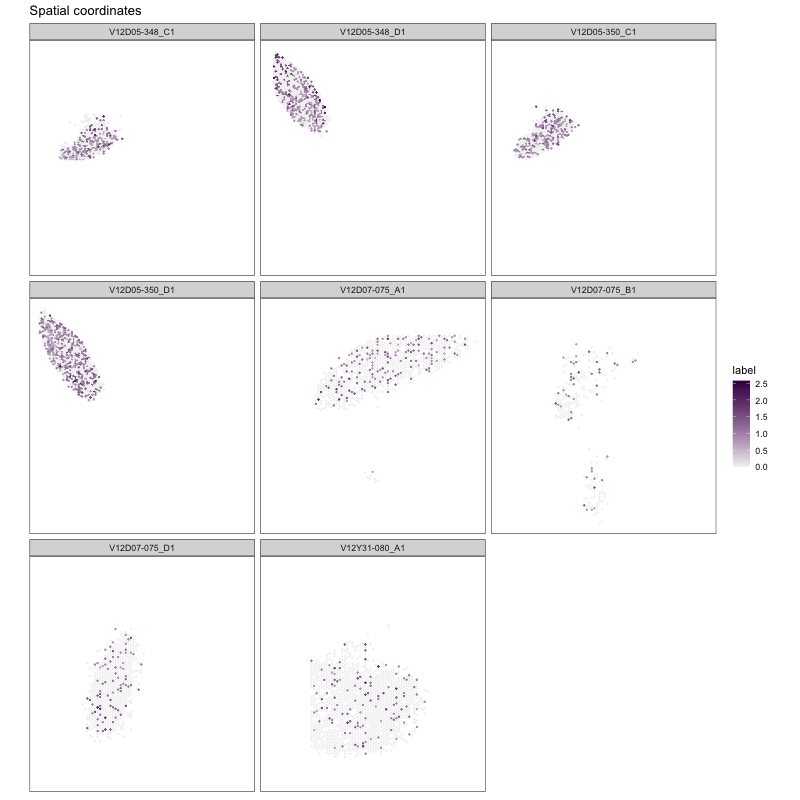 Spatial coordinates
V12D05-348_C1
V12D05-348_D1
V12D05-350_C1
V12D05-350_D1
V12D07-075_A1
V12D07-075_B1
label
2.5
2.0
1.5
1.0
0.5
0.0
V12D07-075_D1
V12Y31-080_A1